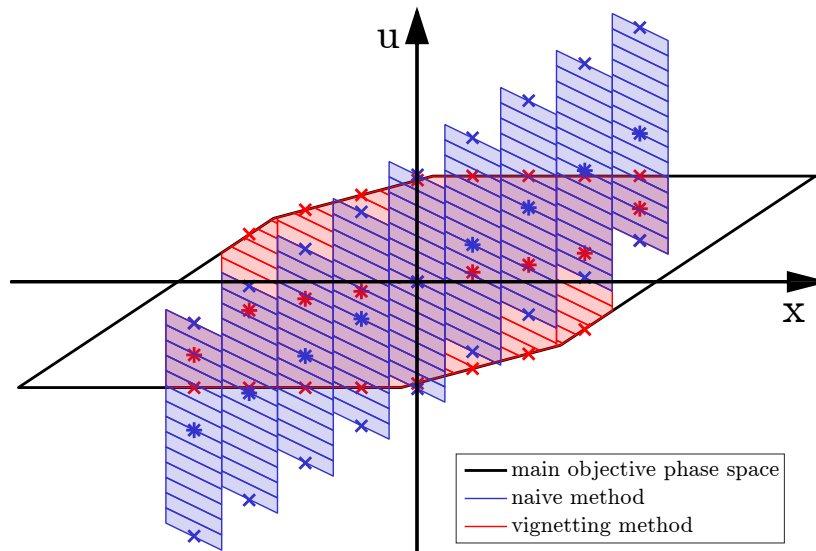 u
x
main objective phase space
naive method
vignetting method